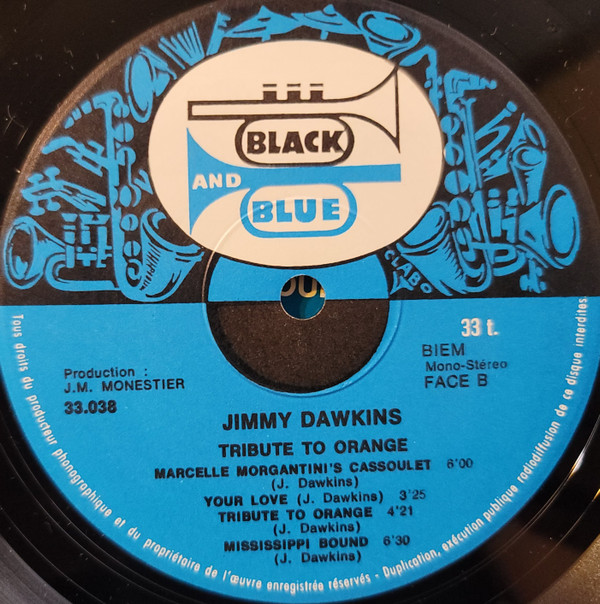 BLACK
AND
BLUE
CLABO
33 t.
BIEM
Mono-Stéreo
FACE B
Production :
J.M. MONESTIER
33.038
JIMMY DAWKINS
TRIBUTE TO ORANGE
MARCELLE MORGANTINI'S CASSOULET 6'00
(J. Dawkins)
YOUR LOVE (J. Dawkins) 3'25
TRIBUTE TO ORANGE 4'21
(J. Dawkins)
MISSISSIPPI BOUND 6'30
(J. Dawkins)
Tous droits du producteur phonographique et du propriétaire de l'œuvre enregistrée réservés - Duplication, exécution publique radiodiffusion de ce disque interdites